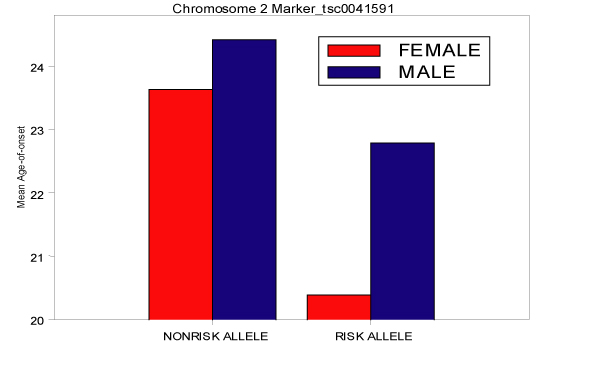 Chromosome 2 Marker_tsc0041591
FEMALE
MALE
Mean Age-of-onset
24
23
22
21
20
NONRISK ALLELE
RISK ALLELE